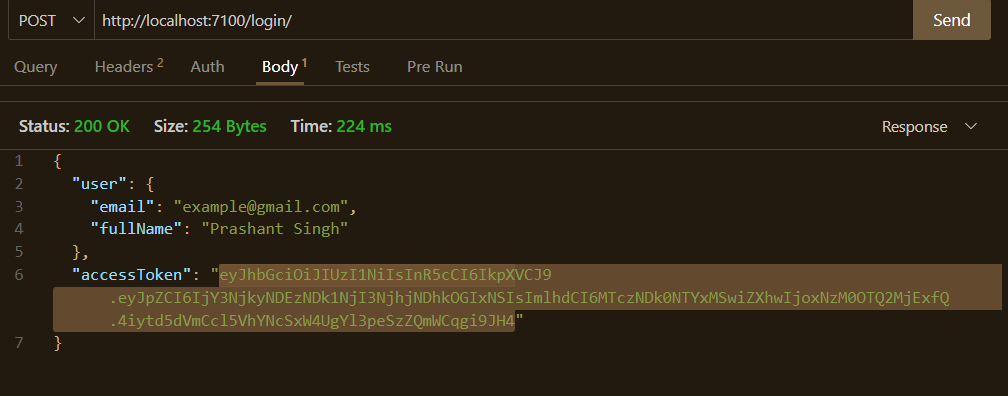 POST http://localhost:7100/login/ Send
Query Headers 2 Auth Body 1 Tests Pre Run
Status: 200 OK Size: 254 Bytes Time: 224 ms Response
1 {
2 "user": {
3 "email": "example@gmail.com",
4 "fullName": "Prashant Singh"
5 },
6 "accessToken": "eyJhbGciOiJIUzI1NiIsInR5cCI6IkpXVCJ9
.eyJpZCI6IjY3NjkyNDEzNDk1NjI3NjhjNDhkOGIxNSIsImlhdCI6MTczNDk0NTYxMSwiZXhwIjoxNzM0OTQ2MjExfQ
.4iytd5dVmCcl5VhYNcSxW4UgYl3peSzZQmWCqgi9JH4"
7 }